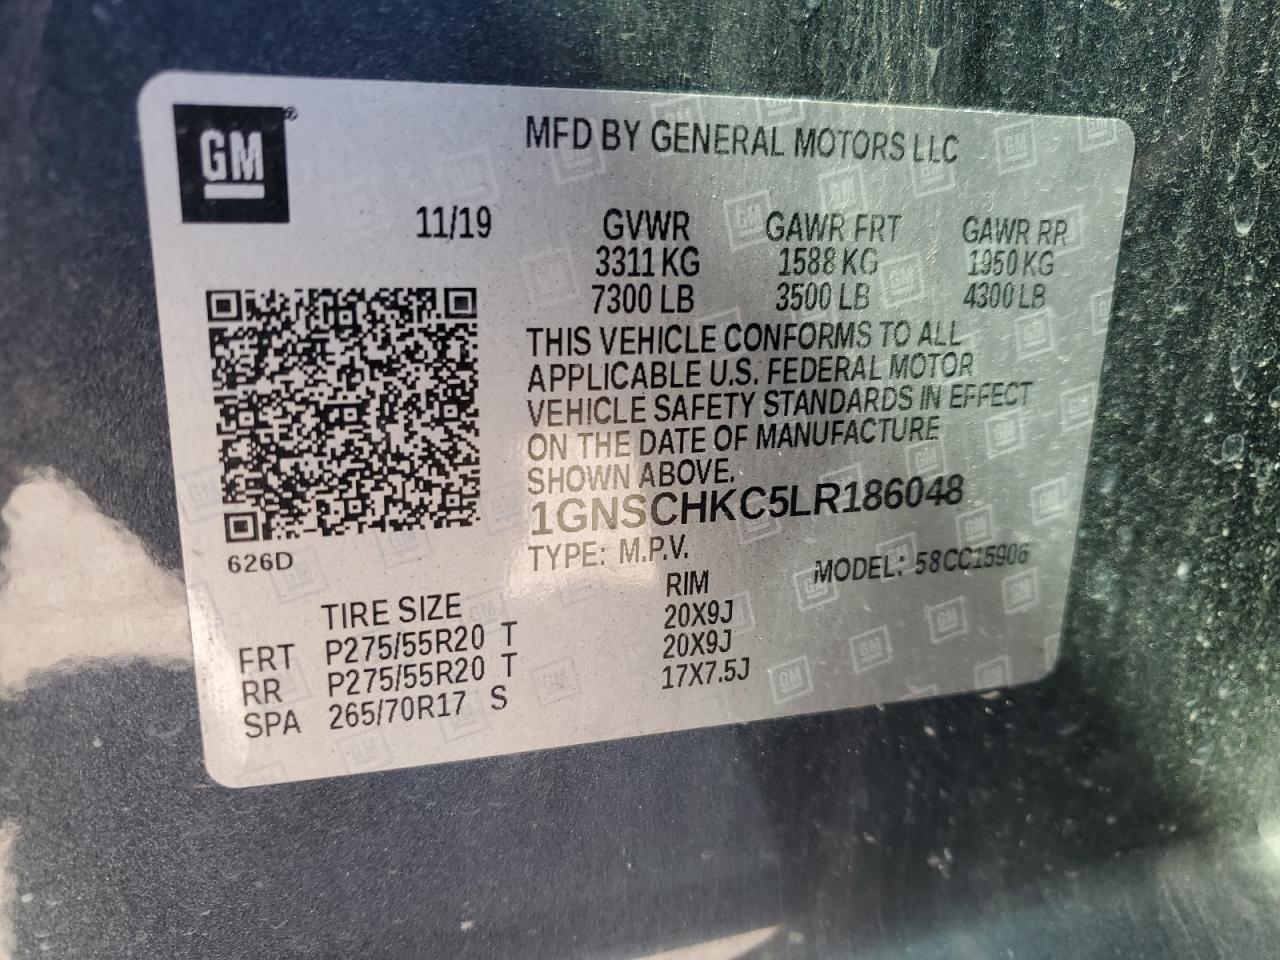 GM®
MFD BY GENERAL MOTORS LLC
11/19 GVWR GAWR FRT GAWR RR
3311 KG 1588 KG 1950 KG
7300 LB 3500 LB 4300 LB
THIS VEHICLE CONFORMS TO ALL
APPLICABLE U.S. FEDERAL MOTOR
VEHICLE SAFETY STANDARDS IN EFFECT
ON THE DATE OF MANUFACTURE
SHOWN ABOVE.
1GNSCHKC5LR186048
626D
TYPE: M.P.V. MODEL: 58CC15906
TIRE SIZE RIM
FRT P275/55R20 T 20X9J
RR P275/55R20 T 20X9J
SPA 265/70R17 S 17X7.5J